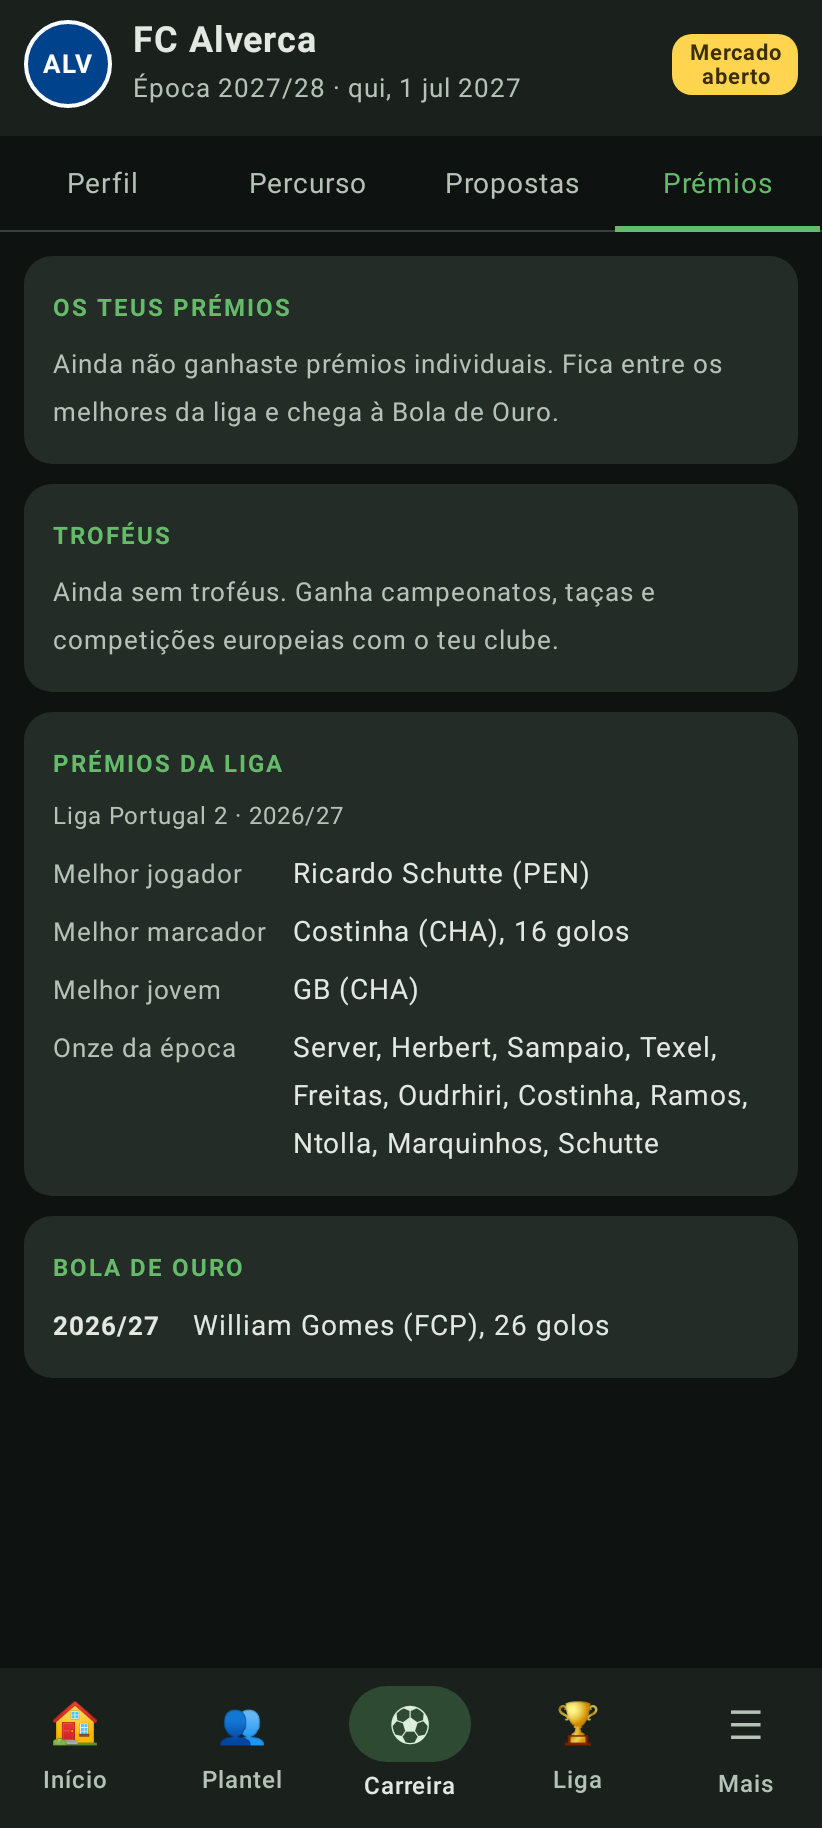 ALV
FC Alverca
Época 2027/28 · qui, 1 jul 2027
Mercado
aberto
Perfil
Percurso
Propostas
Prémios
OS TEUS PRÉMIOS
Ainda não ganhaste prémios individuais. Fica entre os
melhores da liga e chega à Bola de Ouro.
TROFÉUS
Ainda sem troféus. Ganha campeonatos, taças e
competições europeias com o teu clube.
PRÉMIOS DA LIGA
Liga Portugal 2 · 2026/27
Melhor jogador Ricardo Schutte (PEN)
Melhor marcador Costinha (CHA), 16 golos
Melhor jovem GB (CHA)
Onze da época Server, Herbert, Sampaio, Texel,
Freitas, Oudrhiri, Costinha, Ramos,
Ntolla, Marquinhos, Schutte
BOLA DE OURO
2026/27 William Gomes (FCP), 26 golos
Início
Plantel
Carreira
Liga
Mais